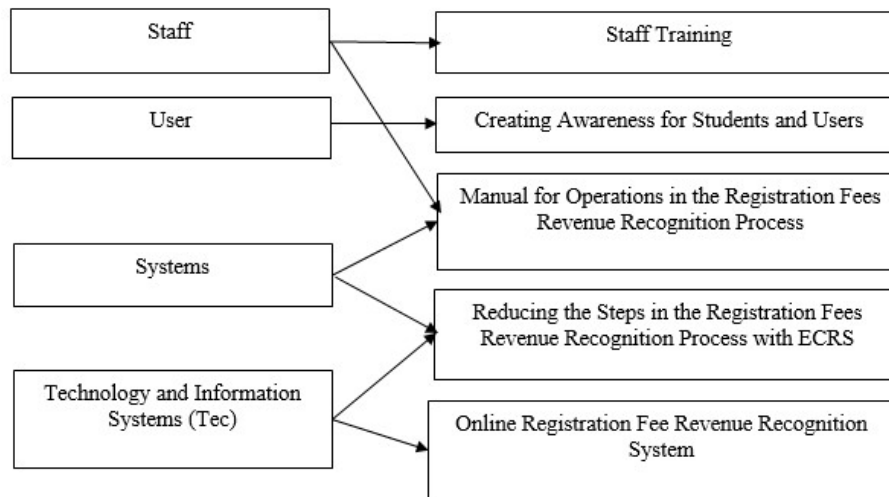 Staff
Staff Training
User
Creating Awareness for Students and Users
Manual for Operations in the Registration Fees
Revenue Recognition Process
Systems
Reducing the Steps in the Registration Fees
Revenue Recognition Process with ECRS
Technology and Information
Systems (Tec)
Online Registration Fee Revenue Recognition
System